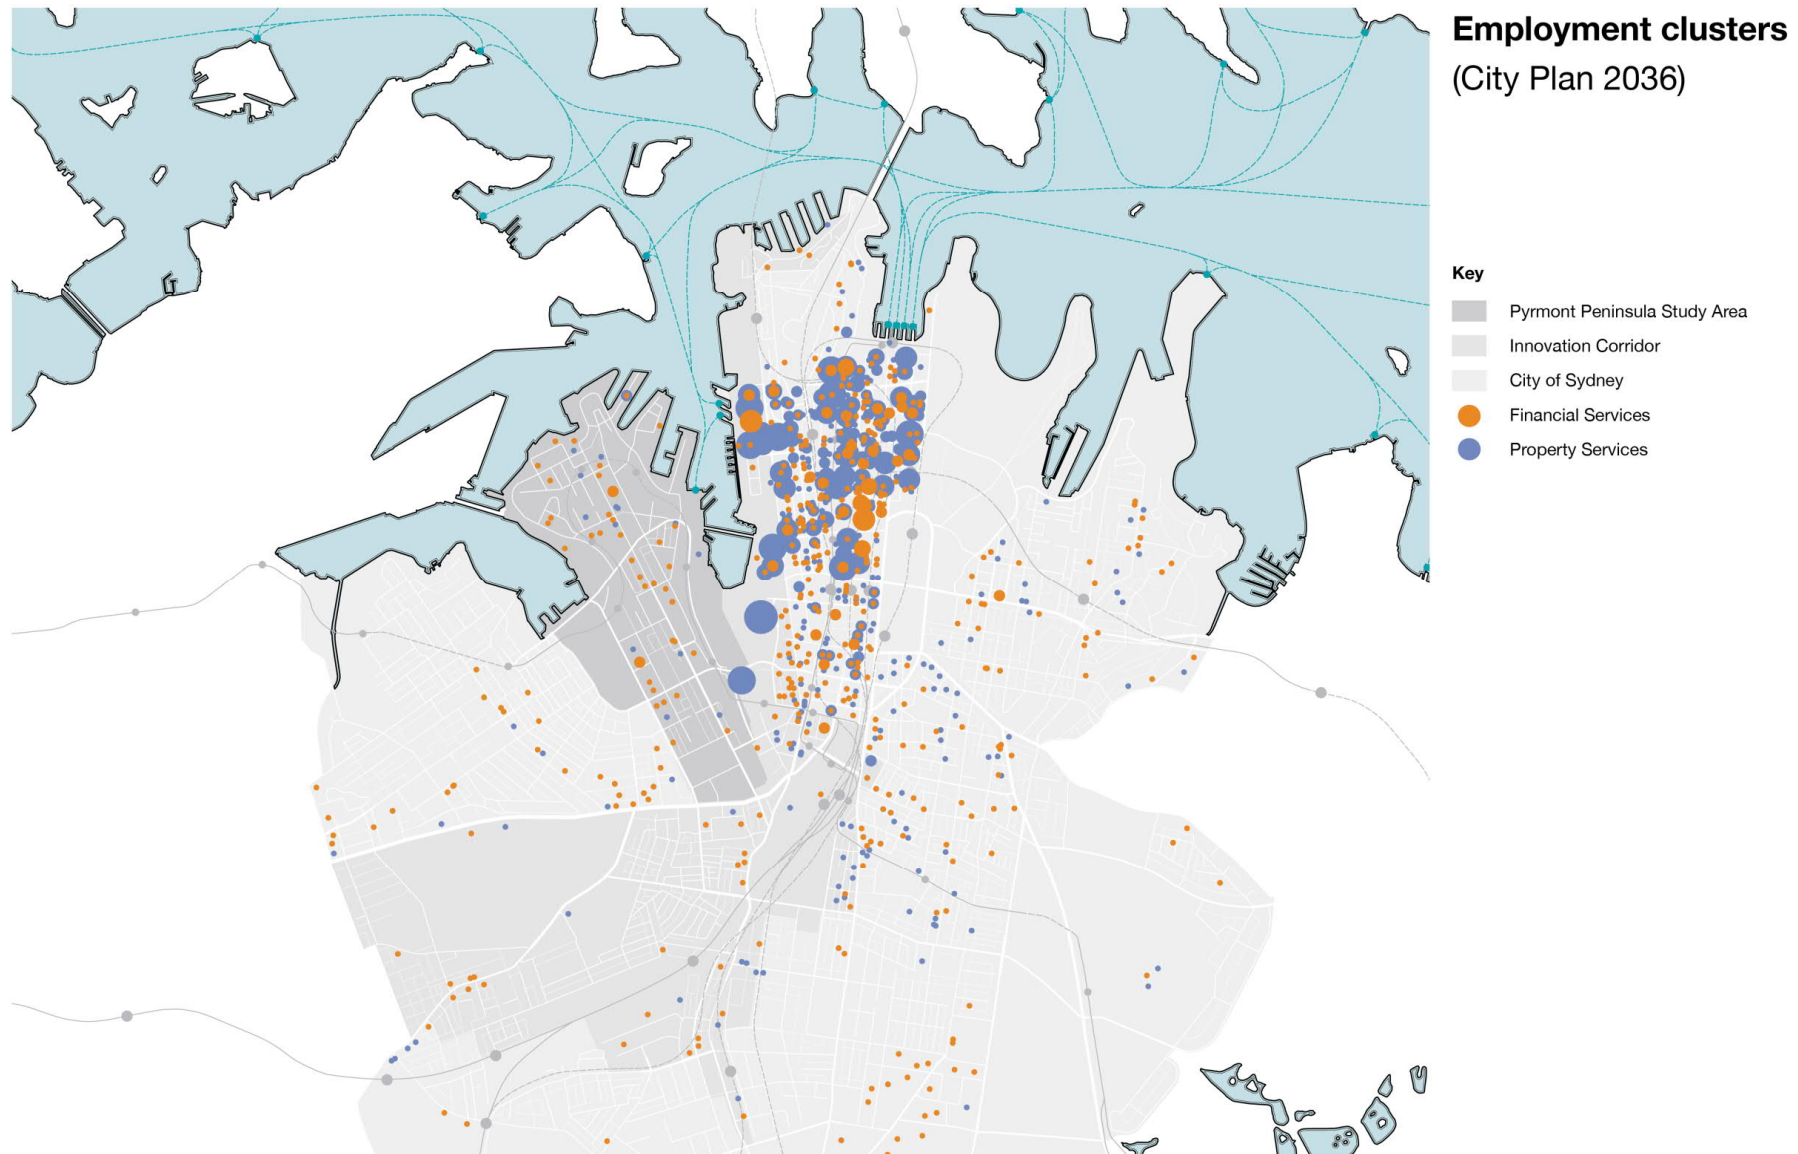 Employment clusters
(City Plan 2036)
Key
Pyrmont Peninsula Study Area
Innovation Corridor
City of Sydney
Financial Services
Property Services